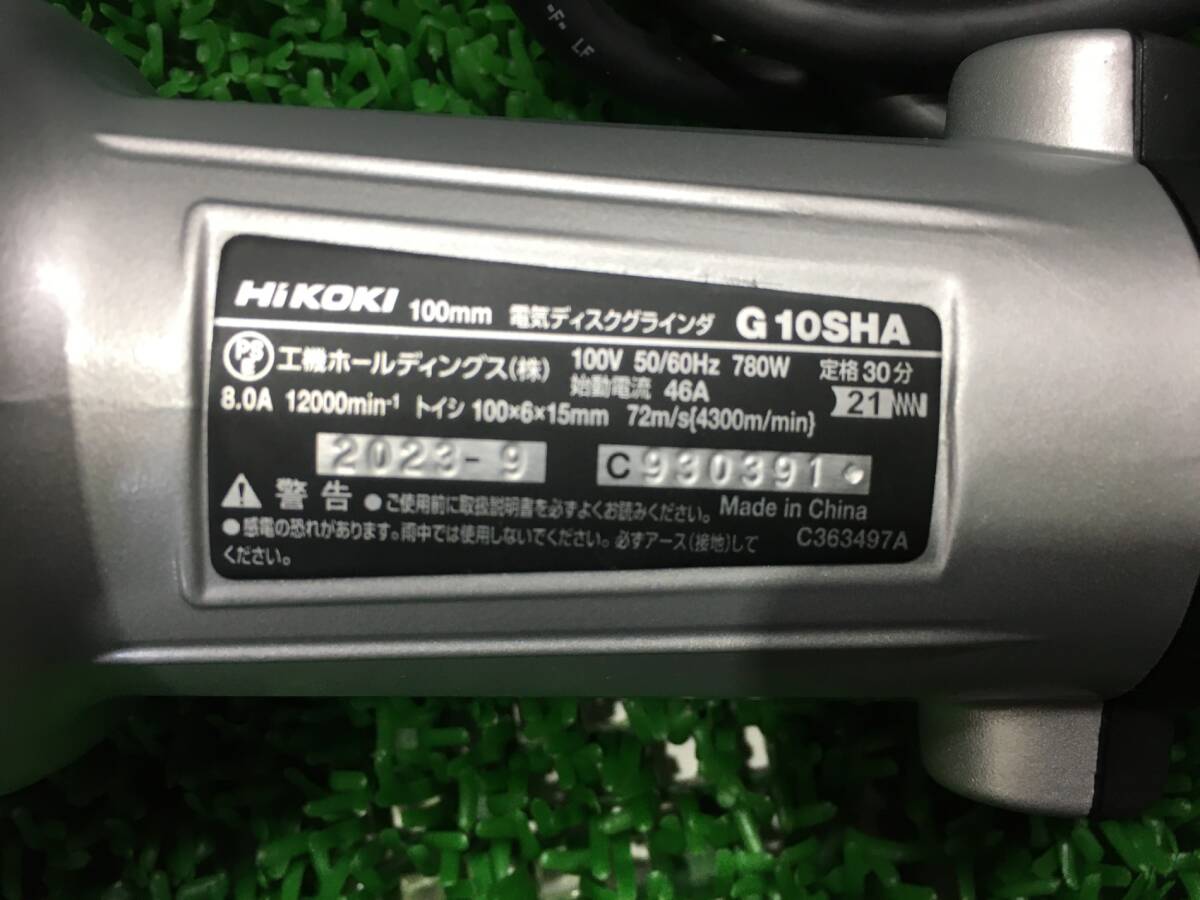 -F- LF
HiKOKI 100mm 電気ディスクグラインダ G10SHA
PS E 工機ホールディングス(株) 100V 50/60Hz 780W 定格30分
始動電流 46A
8.0A 12000min-1 トイシ 100×6×15mm 72m/s{4300m/min} 21
2023-9 C930391
警告 ●ご使用前に取扱説明書を必ずよくお読みください。 Made in China
●感電の恐れがあります。雨中では使用しないでください。必ずアース(接地)して C363497A
ください。